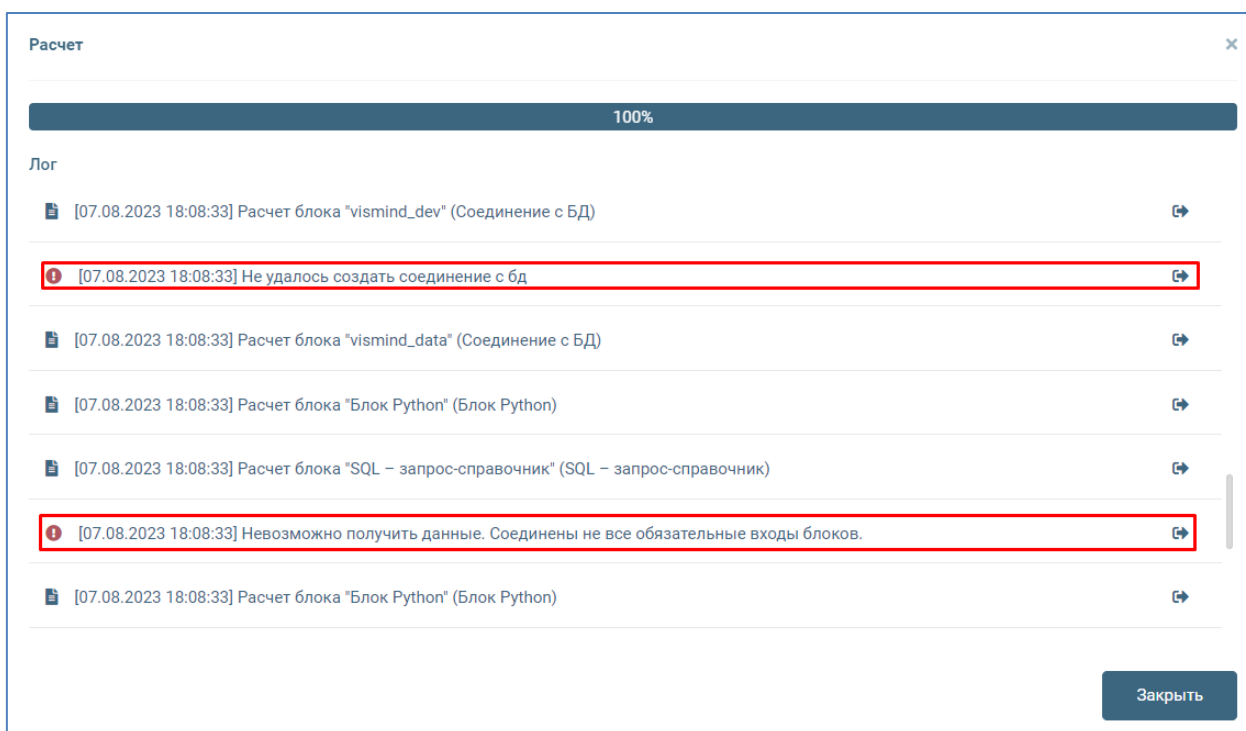 Расчет
100%
Лог
[07.08.2023 18:08:33] Расчет блока "vismind_dev" (Соединение с БД)
[07.08.2023 18:08:33] Не удалось создать соединение с бд
[07.08.2023 18:08:33] Расчет блока "vismind_data" (Соединение с БД)
[07.08.2023 18:08:33] Расчет блока "Блок Python" (Блок Python)
[07.08.2023 18:08:33] Расчет блока "SQL – запрос-справочник" (SQL – запрос-справочник)
[07.08.2023 18:08:33] Невозможно получить данные. Соединены не все обязательные входы блоков.
[07.08.2023 18:08:33] Расчет блока "Блок Python" (Блок Python)
Закрыть